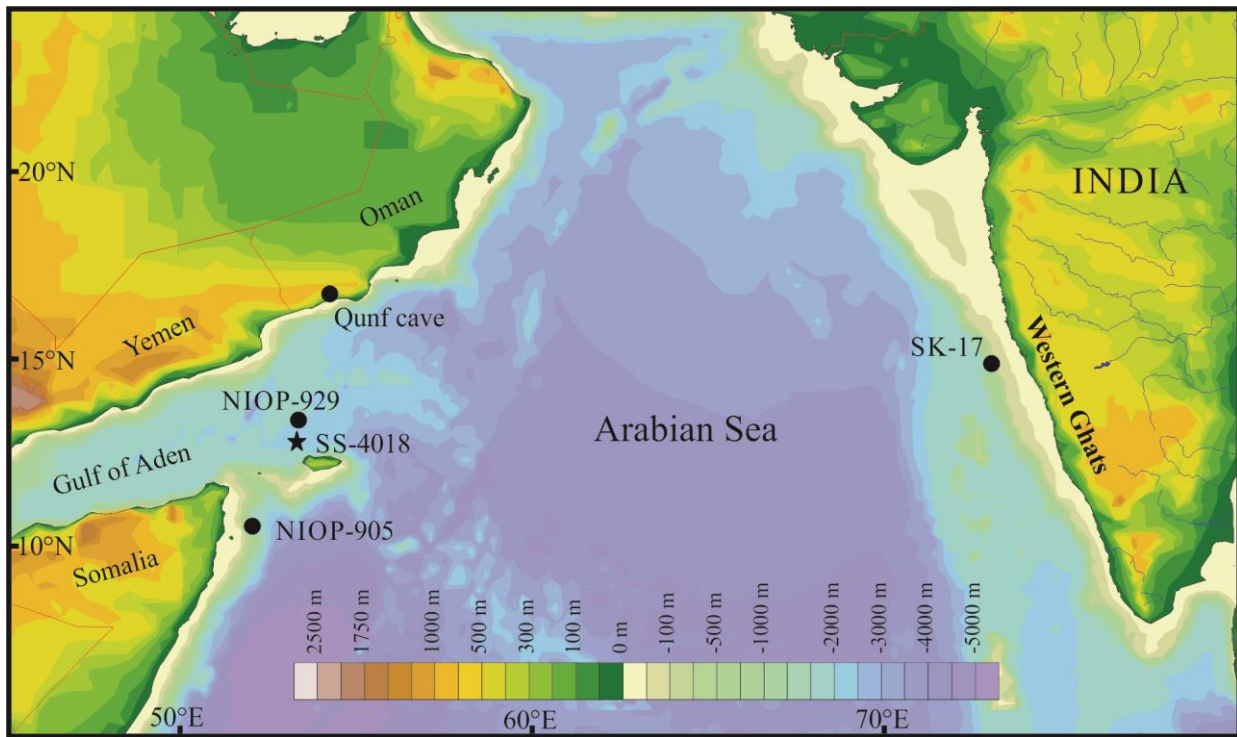 20°N
Oman
INDIA
Qunf cave
Yemen
15°N
SK-17
Western Ghats
NIOP-929
SS-4018
Arabian Sea
Gulf of Aden
NIOP-905
10°N
Somalia
2500 m
1750 m
1000 m
500 m
300 m
100 m
0 m
-100 m
-5000 m
-1000 m
-2000 m
-3000 m
-4000 m
-5000 m
50°E
60°E
70°E